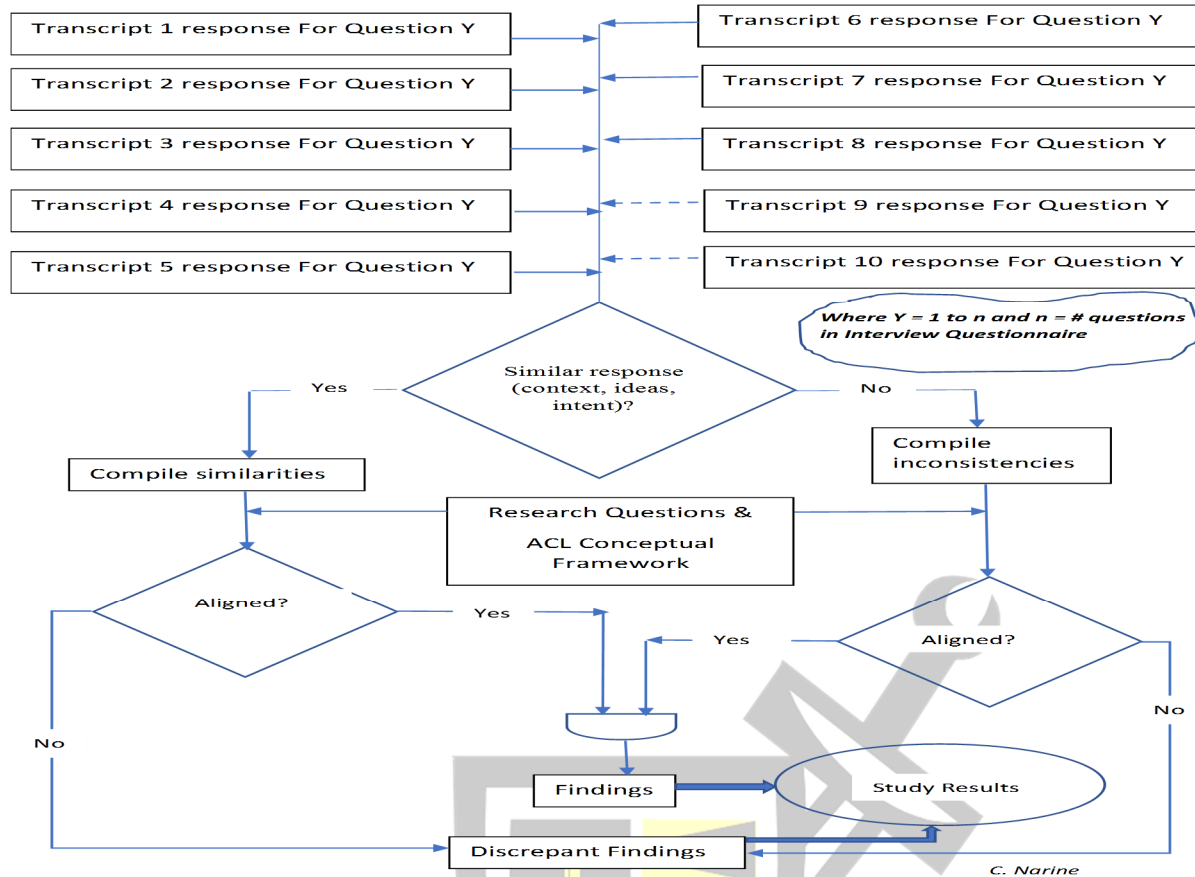 Transcript 1 response For Question Y
Transcript 6 response For Question Y
Transcript 2 response For Question Y
Transcript 7 response For Question Y
Transcript 3 response For Question Y
Transcript 8 response For Question Y
Transcript 4 response For Question Y
Transcript 9 response For Question Y
Transcript 5 response For Question Y
Transcript 10 response For Question Y
Where Y = 1 to n and n = # questions
in Interview Questionnaire
Similar response
(context, ideas,
intent)?
Yes
No
Compile similarities
Compile
inconsistencies
Research Questions &
ACL Conceptual
Framework
Aligned?
Yes
Yes
Aligned?
No
No
Findings
Study Results
Discrepant Findings
C. Narine